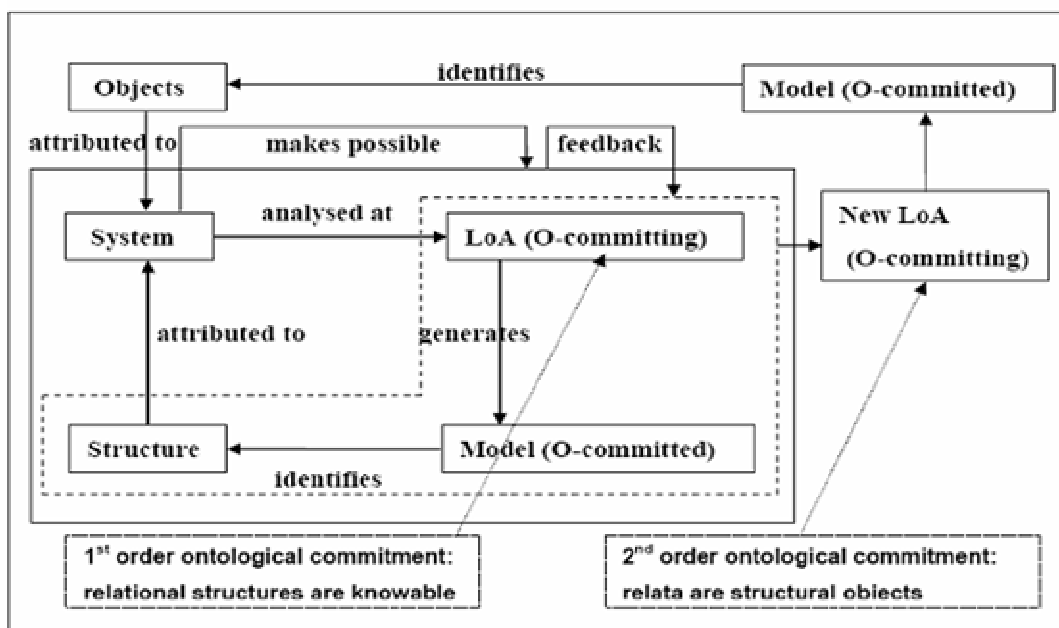 identifies
Objects
Model (O-committed)
attributed to
makes possible
feedback
System
analysed at
LoA (O-committing)
New LoA
(O-committing)
attributed to
generates
Structure
Model (O-committed)
identifies
1st order ontological commitment:
relational structures are knowable
2nd order ontological commitment:
relata are structural objects